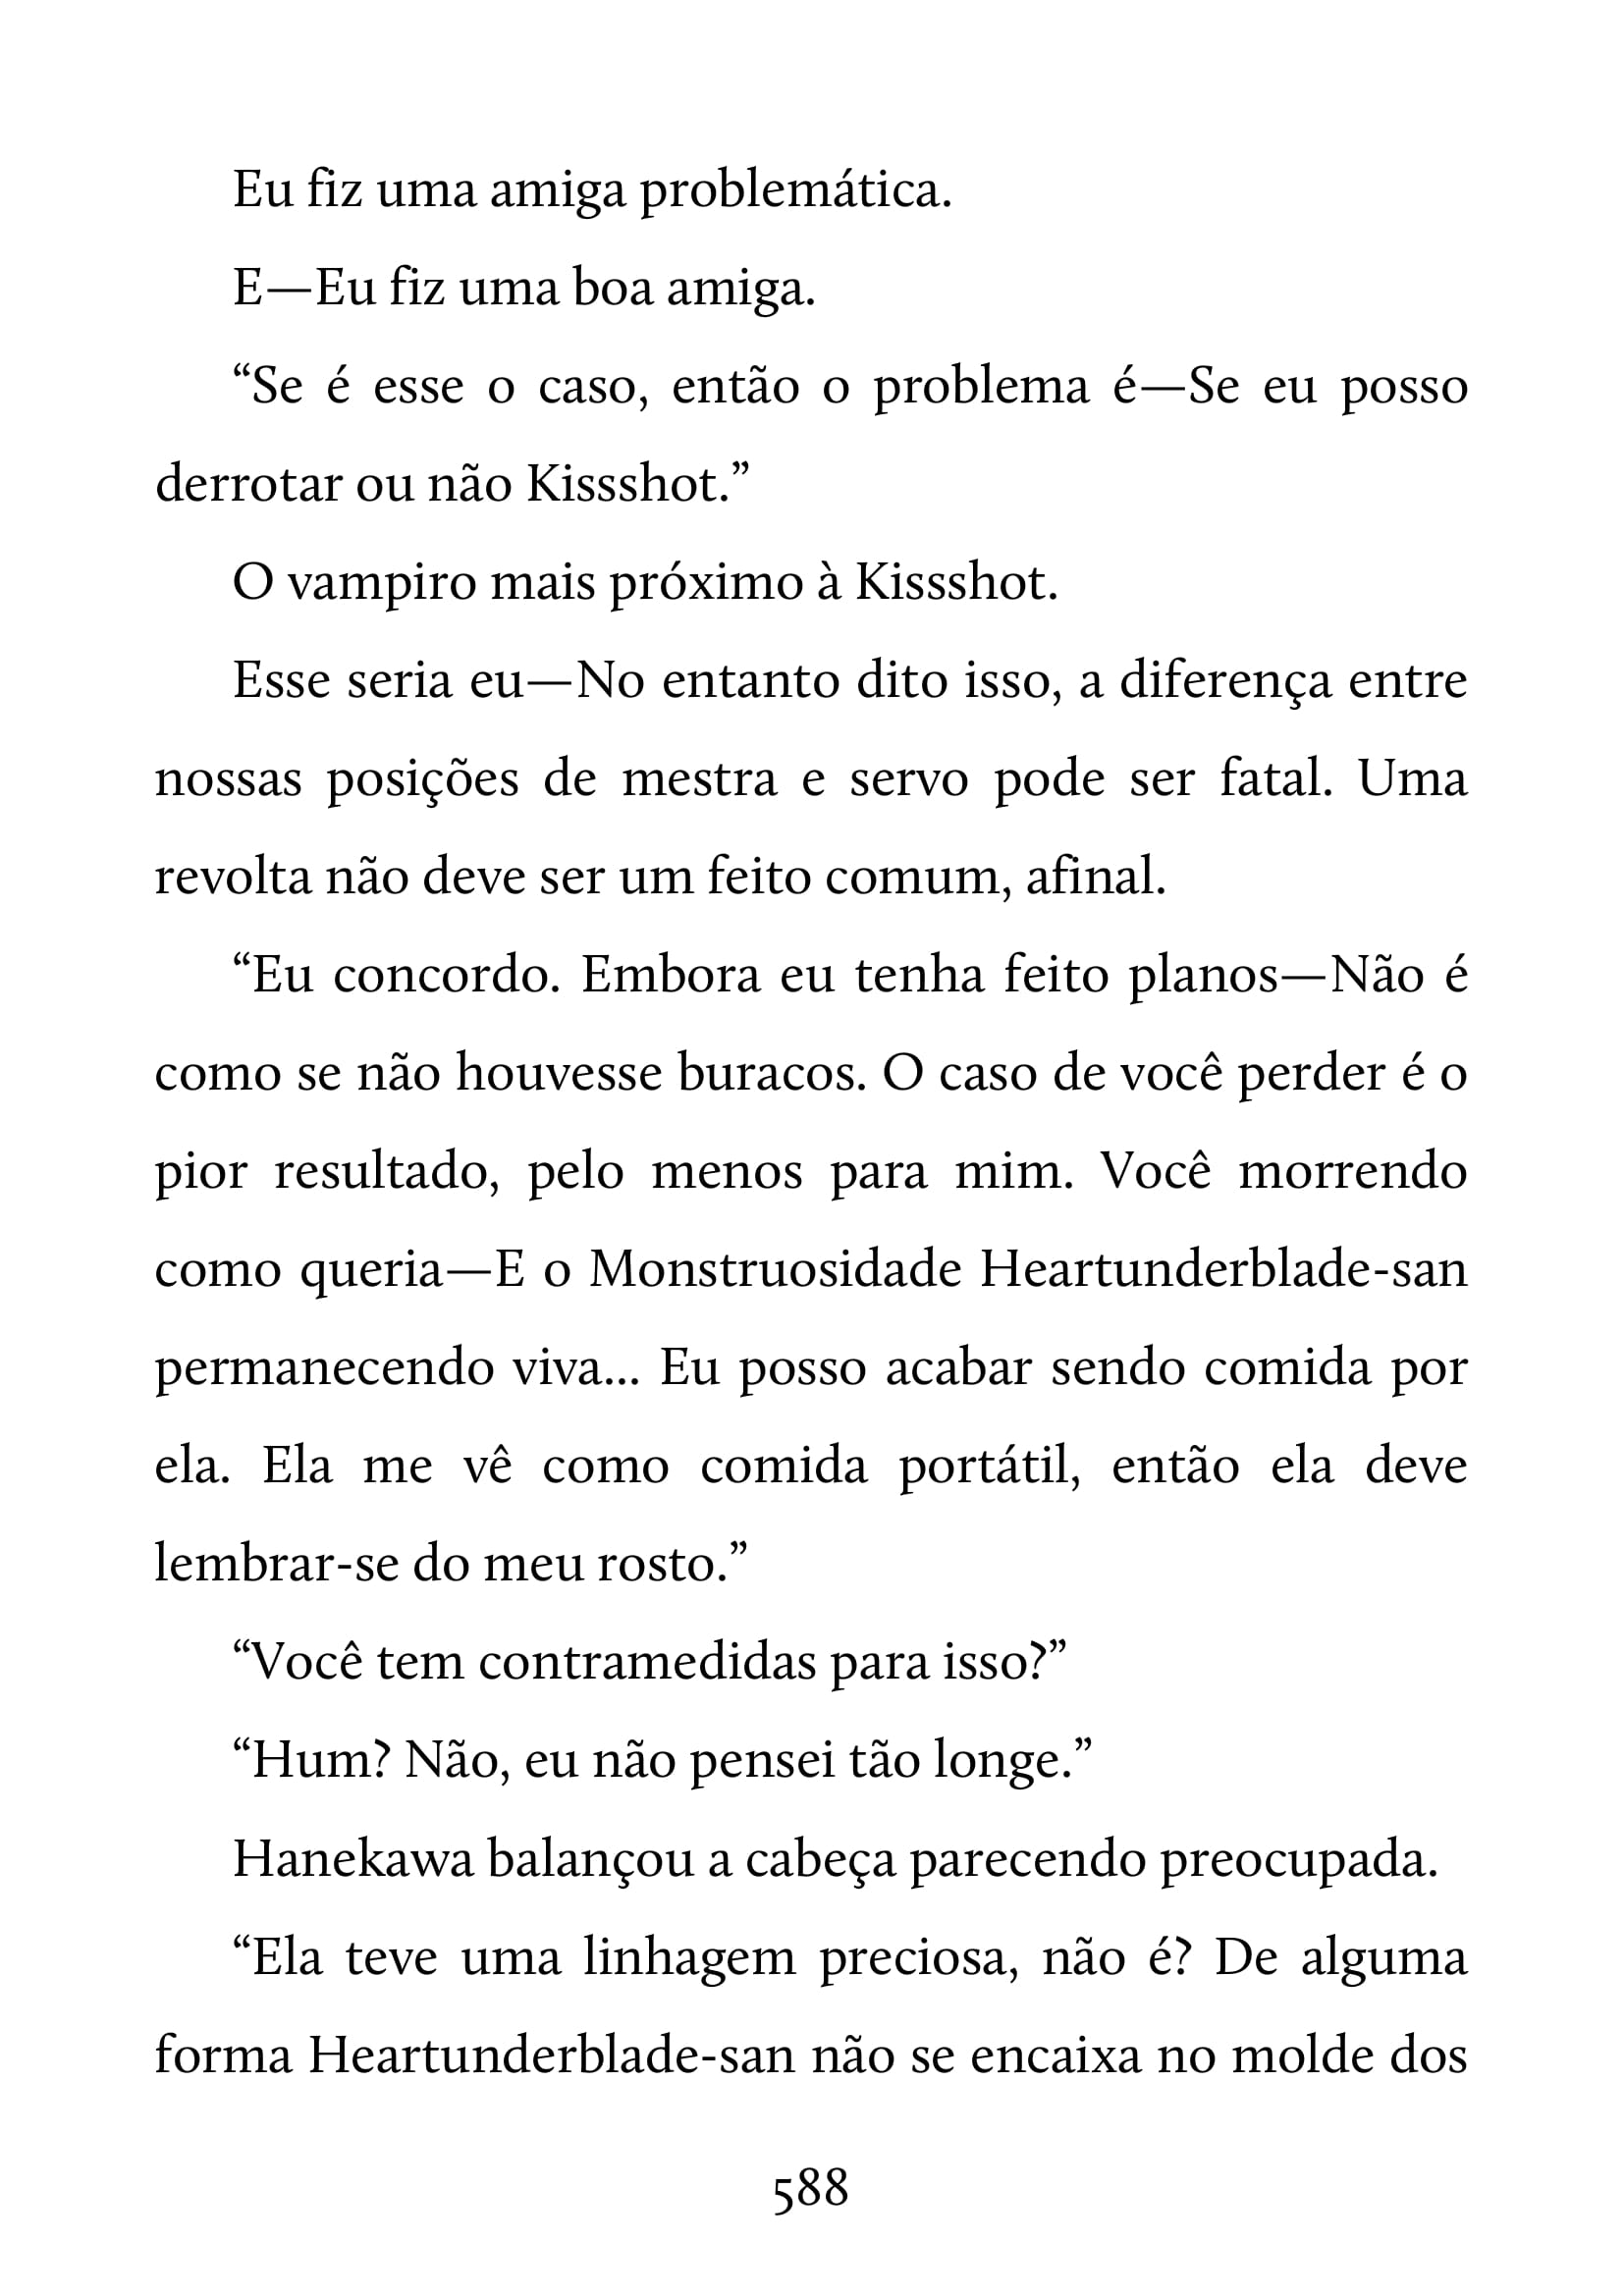 Eu fiz uma amiga problemática.
E—Eu fiz uma boa amiga.
“Se é esse o caso, então o problema é—Se eu posso
derrotar ou não Kissshot.”
O vampiro mais próximo à Kissshot.
Esse seria eu—No entanto dito isso, a diferença entre
nossas posições de mestra e servo pode ser fatal. Uma
revolta não deve ser um feito comum, afinal.
“Eu concordo. Embora eu tenha feito planos—Não é
como se não houvesse buracos. O caso de você perder é o
pior resultado, pelo menos para mim. Você morrendo
como queria—E o Monstruosidade Heartunderblade-san
permanecendo viva... Eu posso acabar sendo comida por
ela. Ela me vê como comida portátil, então ela deve
lembrar-se do meu rosto.”
“Você tem contramedidas para isso?”
“Hum? Não, eu não pensei tão longe.”
Hanekawa balançou a cabeça parecendo preocupada.
“Ela teve uma linhagem preciosa, não é? De alguma
forma Heartunderblade-san não se encaixa no molde dos
588